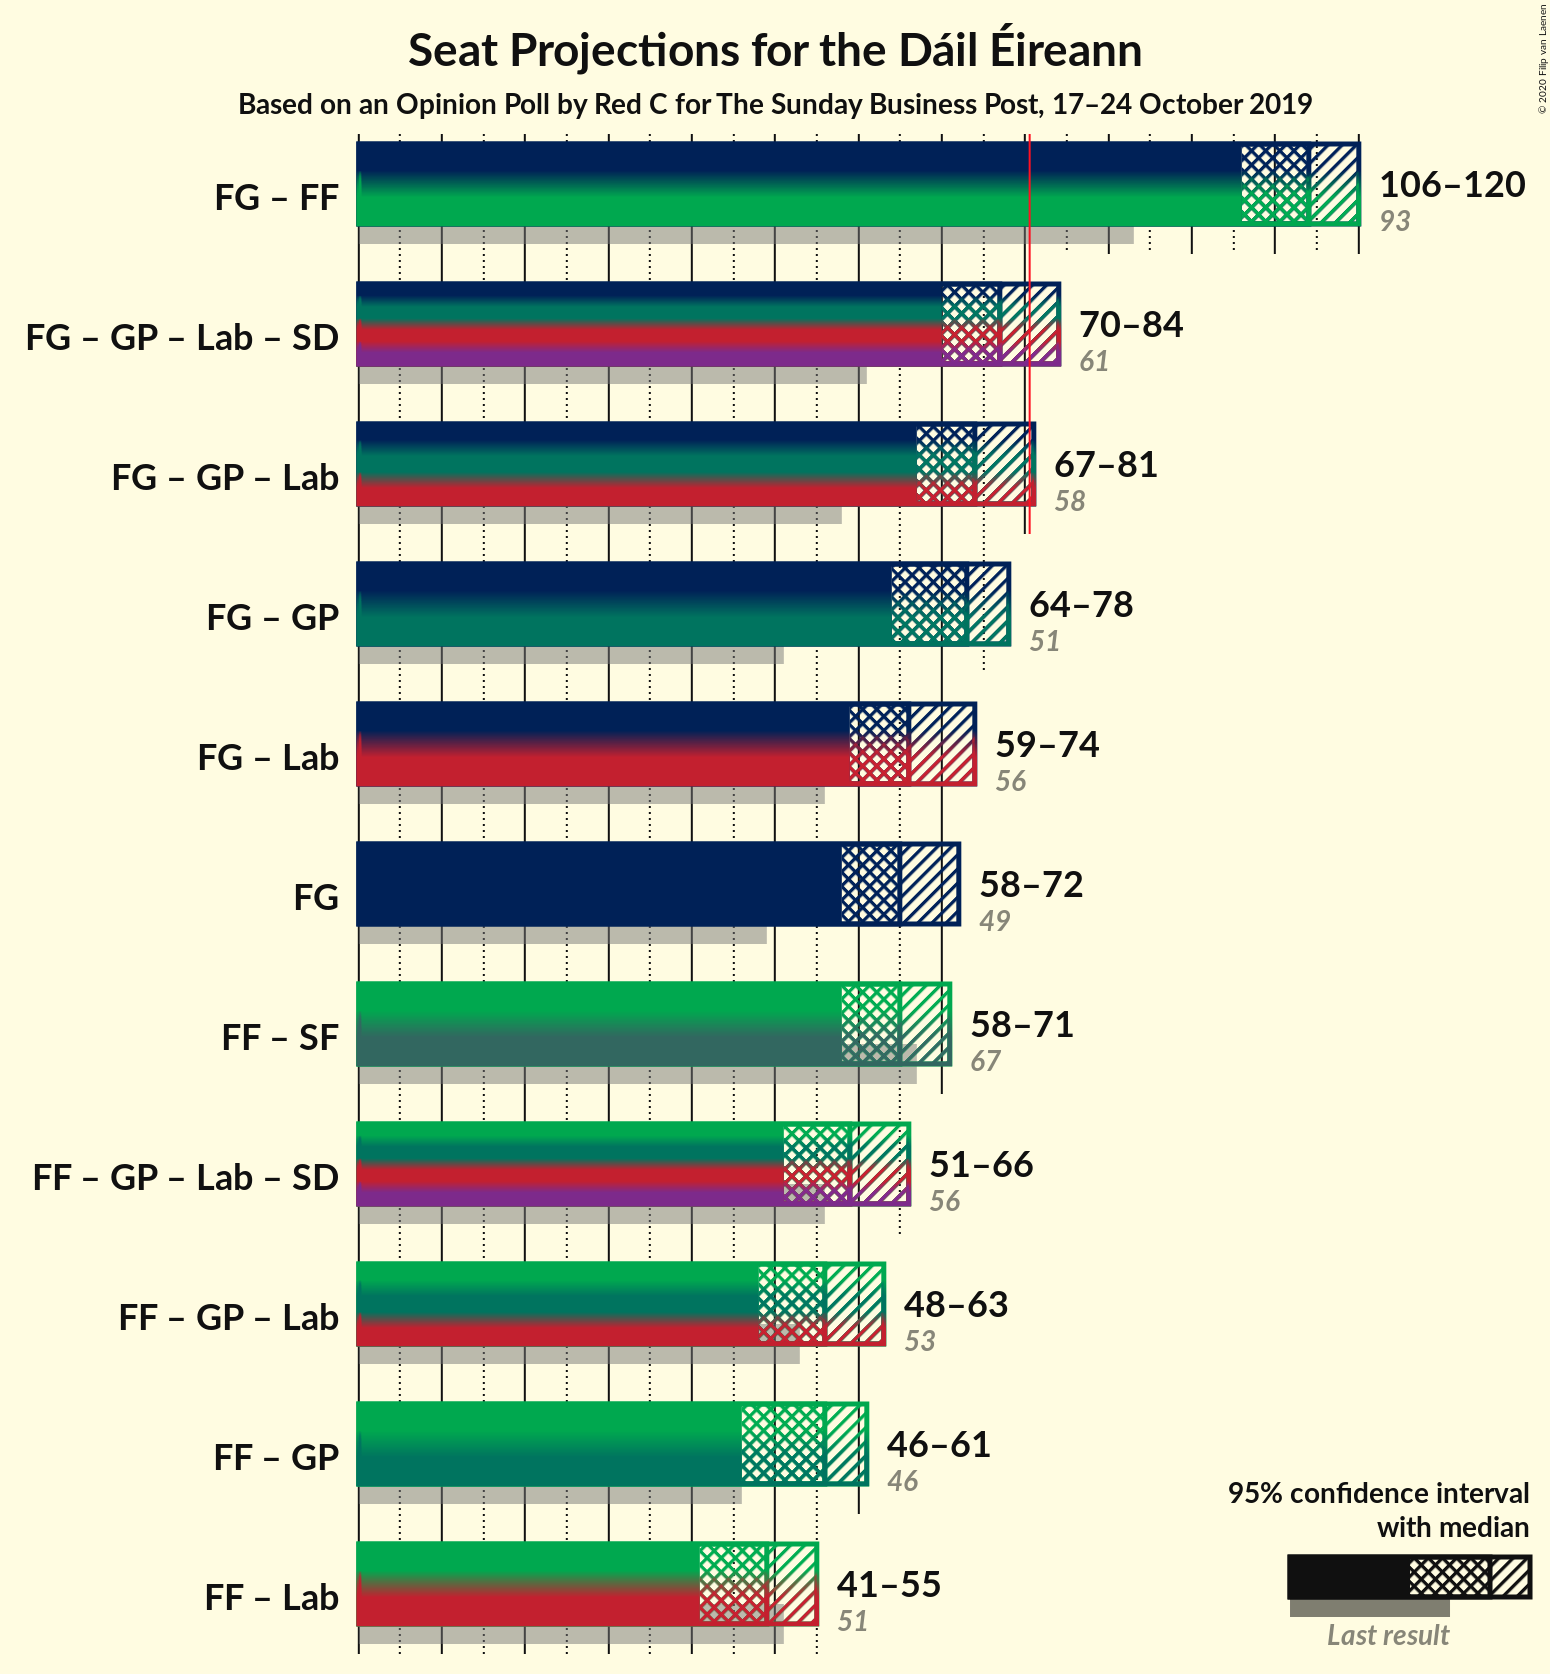 Seat Projections for the Dáil Éireann
Based on an Opinion Poll by Red C for The Sunday Business Post, 17–24 October 2019
© 2020 Filip van Laenen
FG – FF
106–120
93
FG – GP – Lab – SD
70–84
61
FG – GP – Lab
67–81
58
FG – GP
64–78
51
FG – Lab
59–74
56
FG
58–72
49
FF – SF
58–71
67
FF – GP – Lab – SD
51–66
56
FF – GP – Lab
48–63
53
FF – GP
46–61
46
FF – Lab
41–55
51
95% confidence interval
with median
Last result